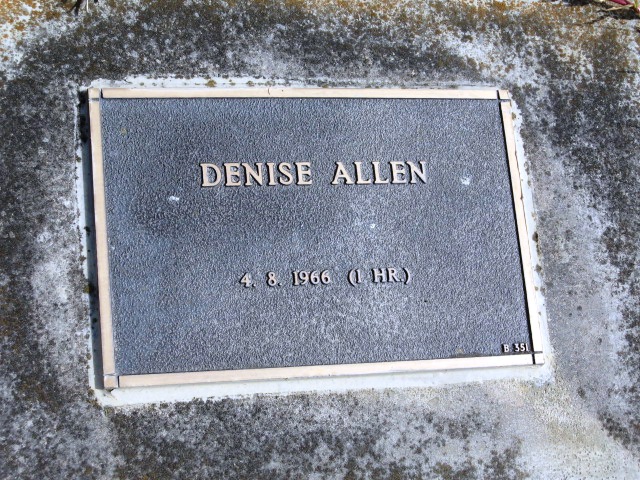 DENISE ALLEN
4. 8. 1966 (1 HR.)
B 351